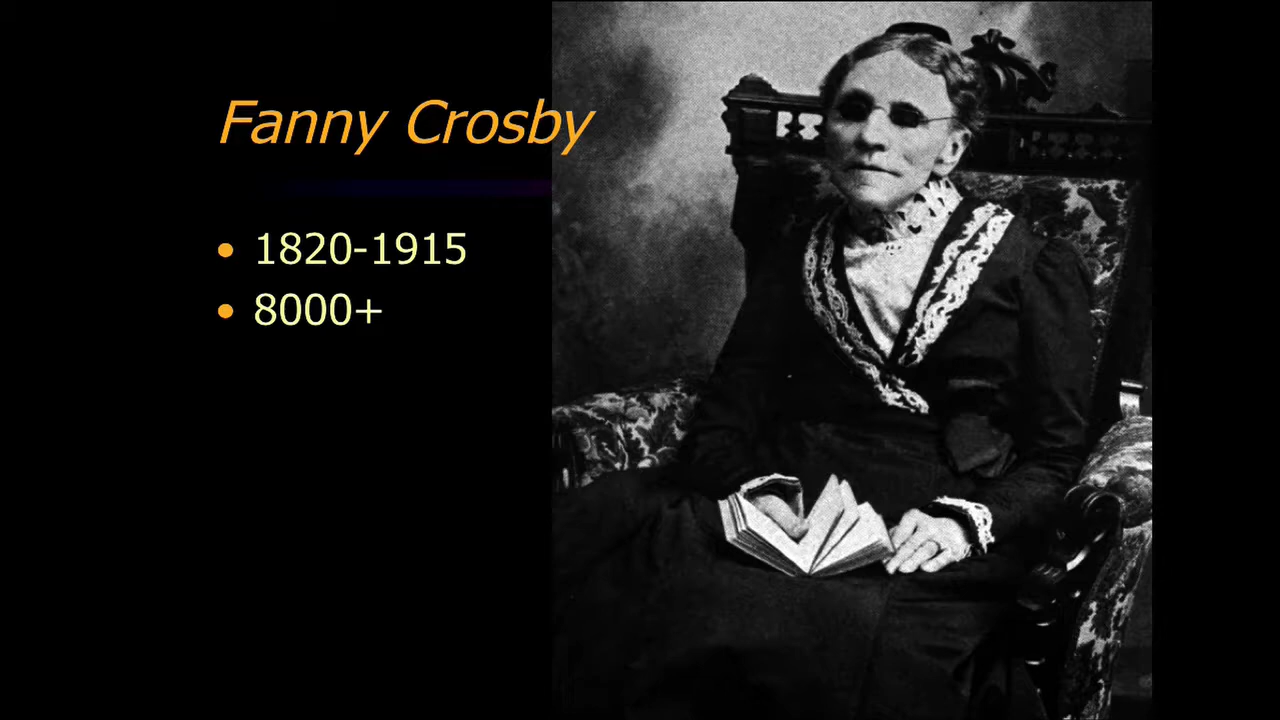 Fanny Crosby
• 1820-1915
• 8000+